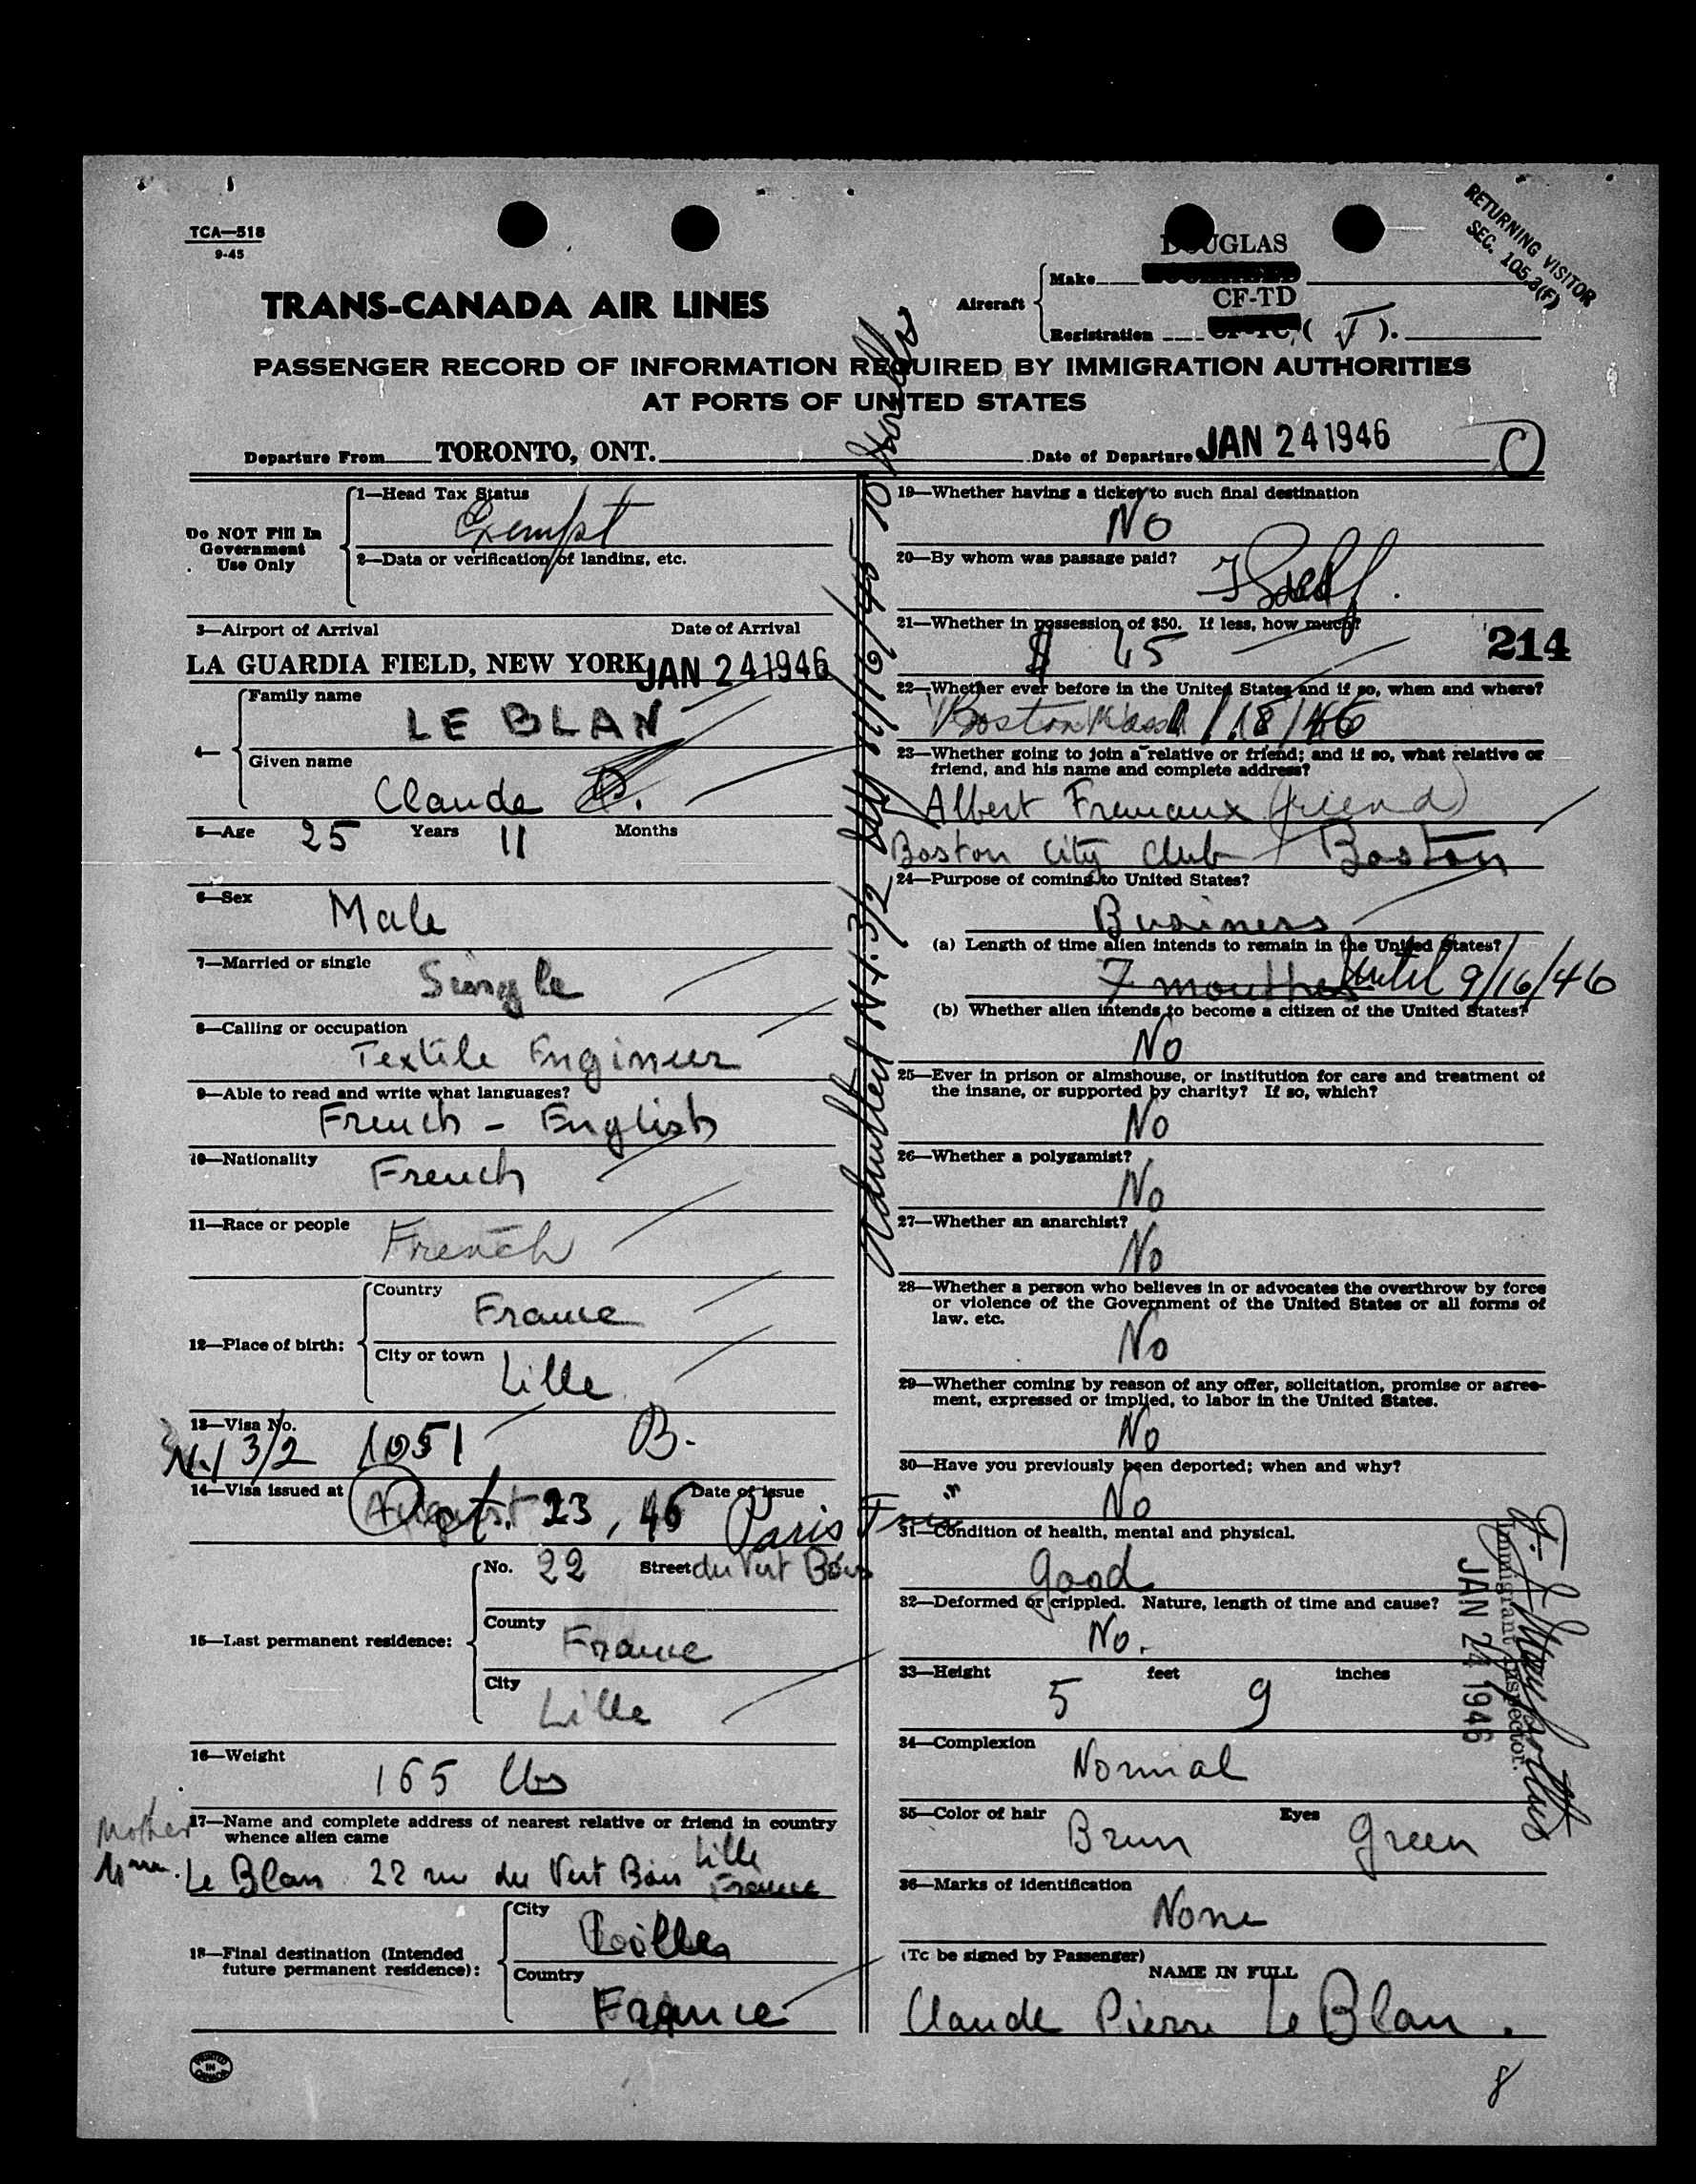 TCA—518
9-45
RETURNING VISITOR
SEC. 105.3(F)
TRANS-CANADA AIR LINES
Aircraft
Make
DOUGLAS
Registration
CF-TD
CF-TC, ( J ).
PASSENGER RECORD OF INFORMATION REQUIRED BY IMMIGRATION AUTHORITIES
AT PORTS OF UNITED STATES
Departure From TORONTO, ONT. Date of Departure JAN 24 1946
Do NOT Fill In
Government
Use Only
1—Head Tax Status
Exempt
2—Data or verification of landing, etc.
3—Airport of Arrival Date of Arrival
LA GUARDIA FIELD, NEW YORK JAN 24 1946
4—
Family name
LE BLAN
Given name
Claude P.
5—Age 25 Years 11 Months
6—Sex
Male
7—Married or single
Single
8—Calling or occupation
Textile Engineer
9—Able to read and write what languages?
French - English
10—Nationality
French
11—Race or people
French
12—Place of birth:
Country
France
City or town
Lille
13—Visa No.
3/2 1051 B.
14—Visa issued at Date of issue
Oct. 23, 45 Paris
15—Last permanent residence:
No. 22 Street du Vert Bois
County
France
City
Lille
16—Weight
165 lbs
17—Name and complete address of nearest relative or friend in country
whence alien came
Mother
Mme. Le Blan 22 rue du Vert Bois Lille
France
18—Final destination (Intended
future permanent residence):
City
Country
France
PRINTED
IN
CANADA
Admitted
19—Whether having a ticket to such final destination
No
20—By whom was passage paid?
Self.
21—Whether in possession of $50. If less, how much?
$ 45
214
22—Whether ever before in the United States and if so, when and where?
Boston Mass 1/18/46
23—Whether going to join a relative or friend; and if so, what relative or
friend, and his name and complete address?
Albert (friend)
Boston City Club Boston
24—Purpose of coming to United States?
Business
(a) Length of time alien intends to remain in the United States?
7 months Until 9/16/46
(b) Whether alien intends to become a citizen of the United States?
No
25—Ever in prison or almshouse, or institution for care and treatment of
the insane, or supported by charity? If so, which?
No
26—Whether a polygamist?
No
27—Whether an anarchist?
No
28—Whether a person who believes in or advocates the overthrow by force
or violence of the Government of the United States or all forms of
law, etc.
No
29—Whether coming by reason of any offer, solicitation, promise or agree-
ment, expressed or implied, to labor in the United States.
No
30—Have you previously been deported; when and why?
No
31—Condition of health, mental and physical.
Good
32—Deformed or crippled. Nature, length of time and cause?
No.
33—Height 5 feet 9 inches
34—Complexion
Normal
35—Color of hair Brun Eyes Green
36—Marks of identification
None
(To be signed by Passenger)
NAME IN FULL
Claude Pierre Le Blan.
8
Immigrant Inspector.
JAN 24 1946